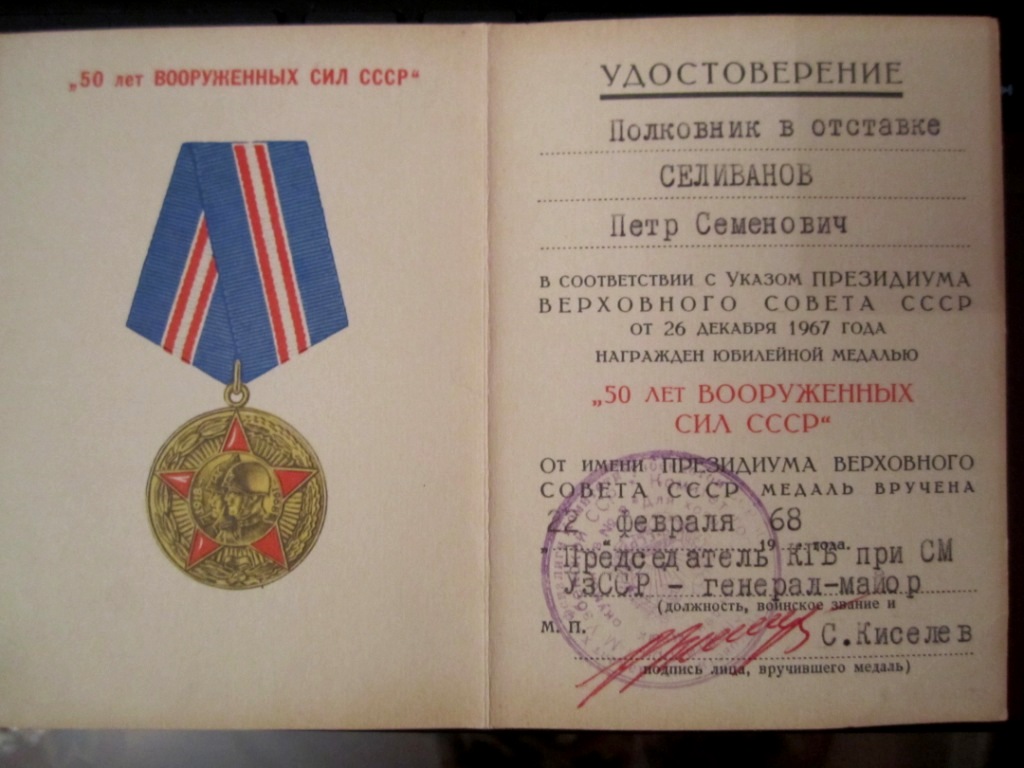 „50 лет ВООРУЖЕННЫХ СИЛ СССР“
УДОСТОВЕРЕНИЕ
Полковник в отставке
СЕЛИВАНОВ
Петр Семенович
В СООТВЕТСТВИИ С УКАЗОМ ПРЕЗИДИУМА
ВЕРХОВНОГО СОВЕТА СССР
ОТ 26 ДЕКАБРЯ 1967 ГОДА
НАГРАЖДЕН ЮБИЛЕЙНОЙ МЕДАЛЬЮ
„50 ЛЕТ ВООРУЖЕННЫХ
СИЛ СССР“
ОТ ИМЕНИ ПРЕЗИДИУМА ВЕРХОВНОГО
СОВЕТА СССР МЕДАЛЬ ВРУЧЕНА
22 февраля 68
19 года.
Председатель КГБ при СМ
УзССР - генерал-майор
(должность, воинское звание и
М. П.
С.Киселев
подпись лица, вручившего медаль)